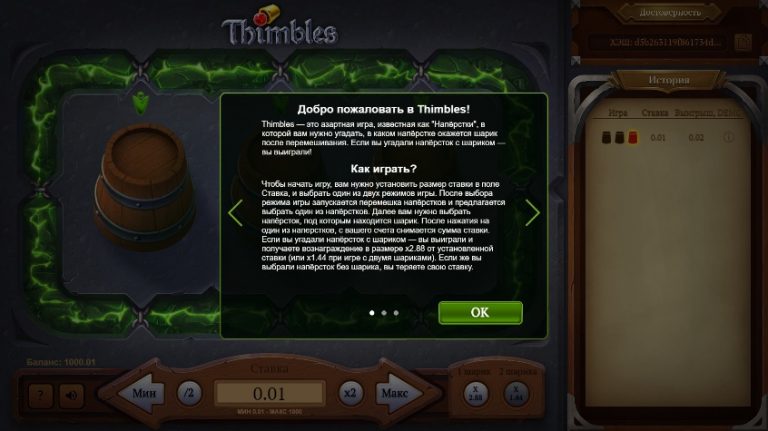 Thimbles
Достоверность
ХЭШ: d5b265119f861734d...
История
Игра Ставка Выигрыш, DEMO
0.01 0.02
Добро пожаловать в Thimbles!
Thimbles — это азартная игра, известная как "Напёрстки", в
которой вам нужно угадать, в каком напёрстке окажется шарик
после перемешивания. Если вы угадали напёрсток с шариком —
вы выиграли!
Как играть?
Чтобы начать игру, вам нужно установить размер ставки в поле
Ставка, и выбрать один из двух режимов игры. После выбора
режима игры запускается перемешка напёрстков и предлагается
выбрать один из напёрстков. Далее вам нужно выбрать
напёрсток, под которым находится шарик. После нажатия на
один из наперстков, с вашего счета снимается сумма ставки.
Если вы угадали напёрсток с шариком — вы выиграли и
получаете вознаграждение в размере x2.88 от установленной
ставки (или x1.44 при игре с двумя шариками). Если же вы
выбрали напёрсток без шарика, вы теряете свою ставку.
OK
Баланс: 1000.01
Ставка
1 шарик 2 шарика
? Мин /2 0.01 x2 Макс X 2.88 X 1.44
МИН 0.01 - МАКС 1000